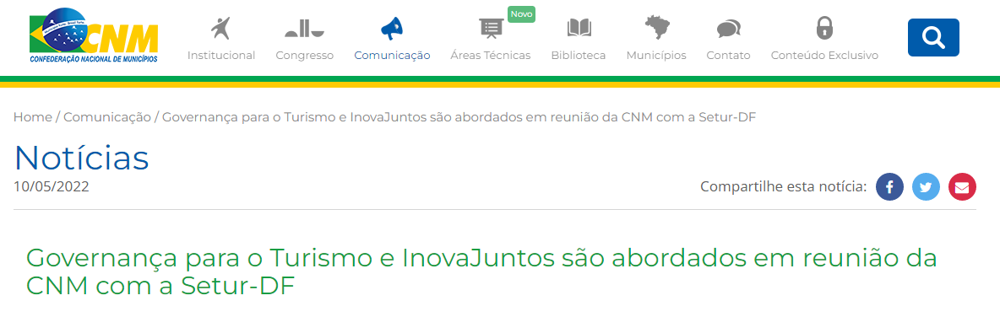 CNM
CONFEDERAÇÃO NACIONAL DE MUNICÍPIOS
Novo
Institucional
Congresso
Comunicação
Áreas Técnicas
Biblioteca
Municípios
Contato
Conteúdo Exclusivo
Home / Comunicação / Governança para o Turismo e InovaJuntos são abordados em reunião da CNM com a Setur-DF
Notícias
10/05/2022
Compartilhe esta notícia:
Governança para o Turismo e InovaJuntos são abordados em reunião da
CNM com a Setur-DF